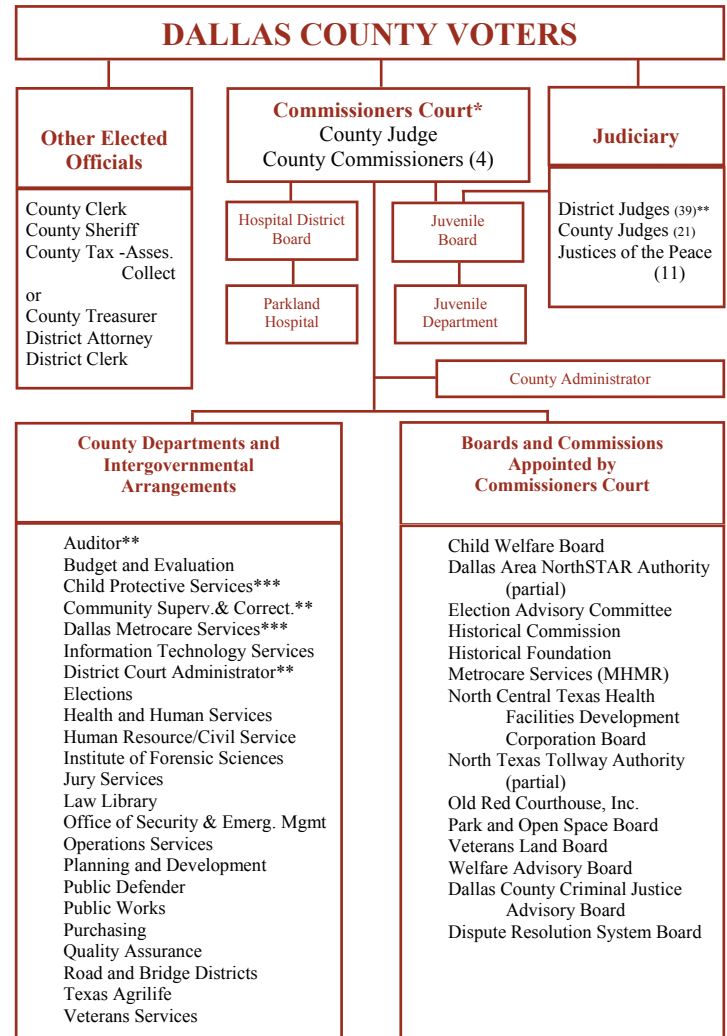 DALLAS COUNTY VOTERS
Other Elected
Officials
County Clerk
County Sheriff
County Tax -Asses.
Collect
or
County Treasurer
District Attorney
District Clerk
Commissioners Court*
County Judge
County Commissioners (4)
Hospital District
Board
Parkland
Hospital
Juvenile
Board
Juvenile
Department
Judiciary
District Judges (39)**
County Judges (21)
Justices of the Peace
(11)
County Administrator
County Departments and
Intergovernmental
Arrangements
Auditor**
Budget and Evaluation
Child Protective Services***
Community Superv.& Correct.**
Dallas Metrocare Services***
Information Technology Services
District Court Administrator**
Elections
Health and Human Services
Human Resource/Civil Service
Institute of Forensic Sciences
Jury Services
Law Library
Office of Security & Emerg. Mgmt
Operations Services
Planning and Development
Public Defender
Public Works
Purchasing
Quality Assurance
Road and Bridge Districts
Texas Agrilife
Veterans Services
Boards and Commissions
Appointed by
Commissioners Court
Child Welfare Board
Dallas Area NorthSTAR Authority
(partial)
Election Advisory Committee
Historical Commission
Historical Foundation
Metrocare Services (MHMR)
North Central Texas Health
Facilities Development
Corporation Board
North Texas Tollway Authority
(partial)
Old Red Courthouse, Inc.
Park and Open Space Board
Veterans Land Board
Welfare Advisory Board
Dallas County Criminal Justice
Advisory Board
Dispute Resolution System Board